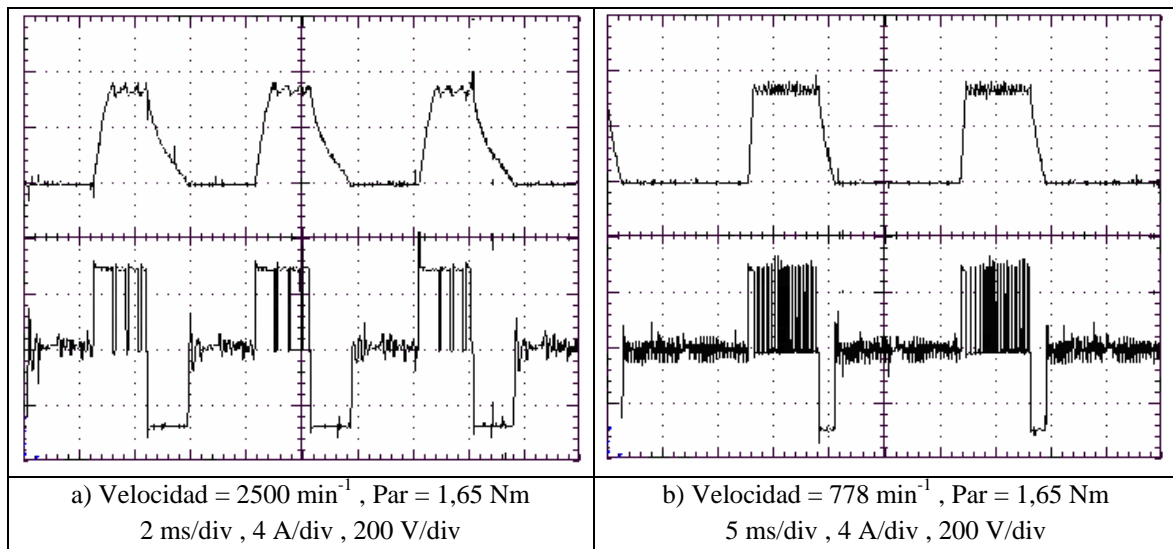 a) Velocidad = 2500 min⁻¹ , Par = 1,65 Nm
2 ms/div , 4 A/div , 200 V/div
b) Velocidad = 778 min⁻¹ , Par = 1,65 Nm
5 ms/div , 4 A/div , 200 V/div